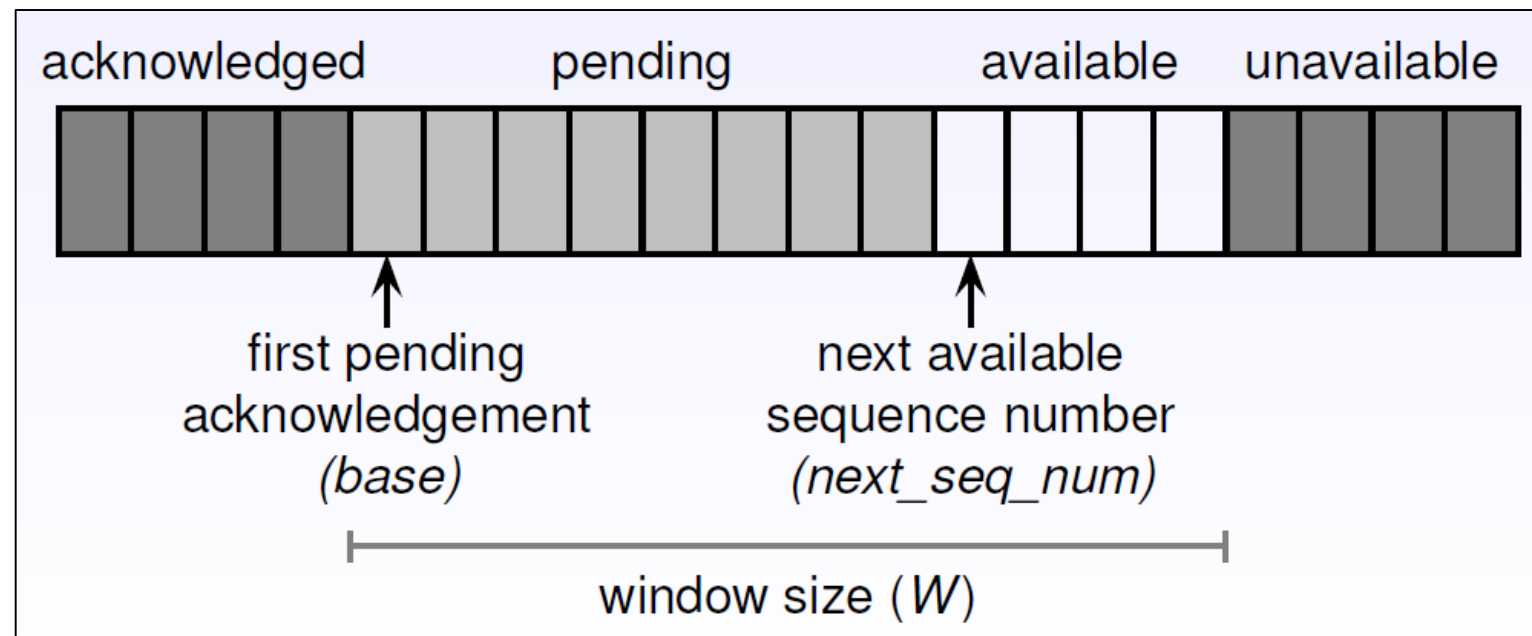 acknowledged pending available unavailable
first pending
acknowledgement
(base)
next available
sequence number
(next_seq_num)
window size (W)